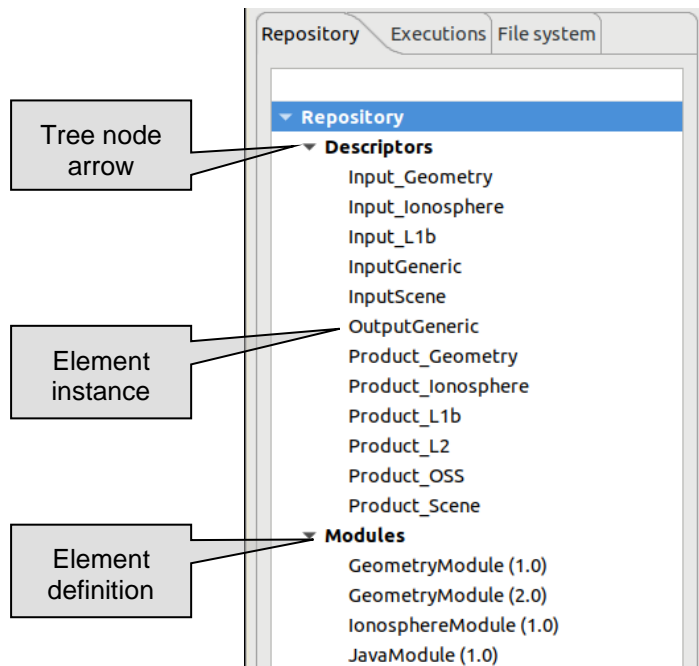 Repository Executions File system
Repository
Tree node
arrow
Descriptors
Input_Geometry
Input_Ionosphere
Input_L1b
InputGeneric
InputScene
OutputGeneric
Element
instance
Product_Geometry
Product_Ionosphere
Product_L1b
Product_L2
Product_OSS
Product_Scene
Modules
Element
definition
GeometryModule (1.0)
GeometryModule (2.0)
IonosphereModule (1.0)
JavaModule (1.0)